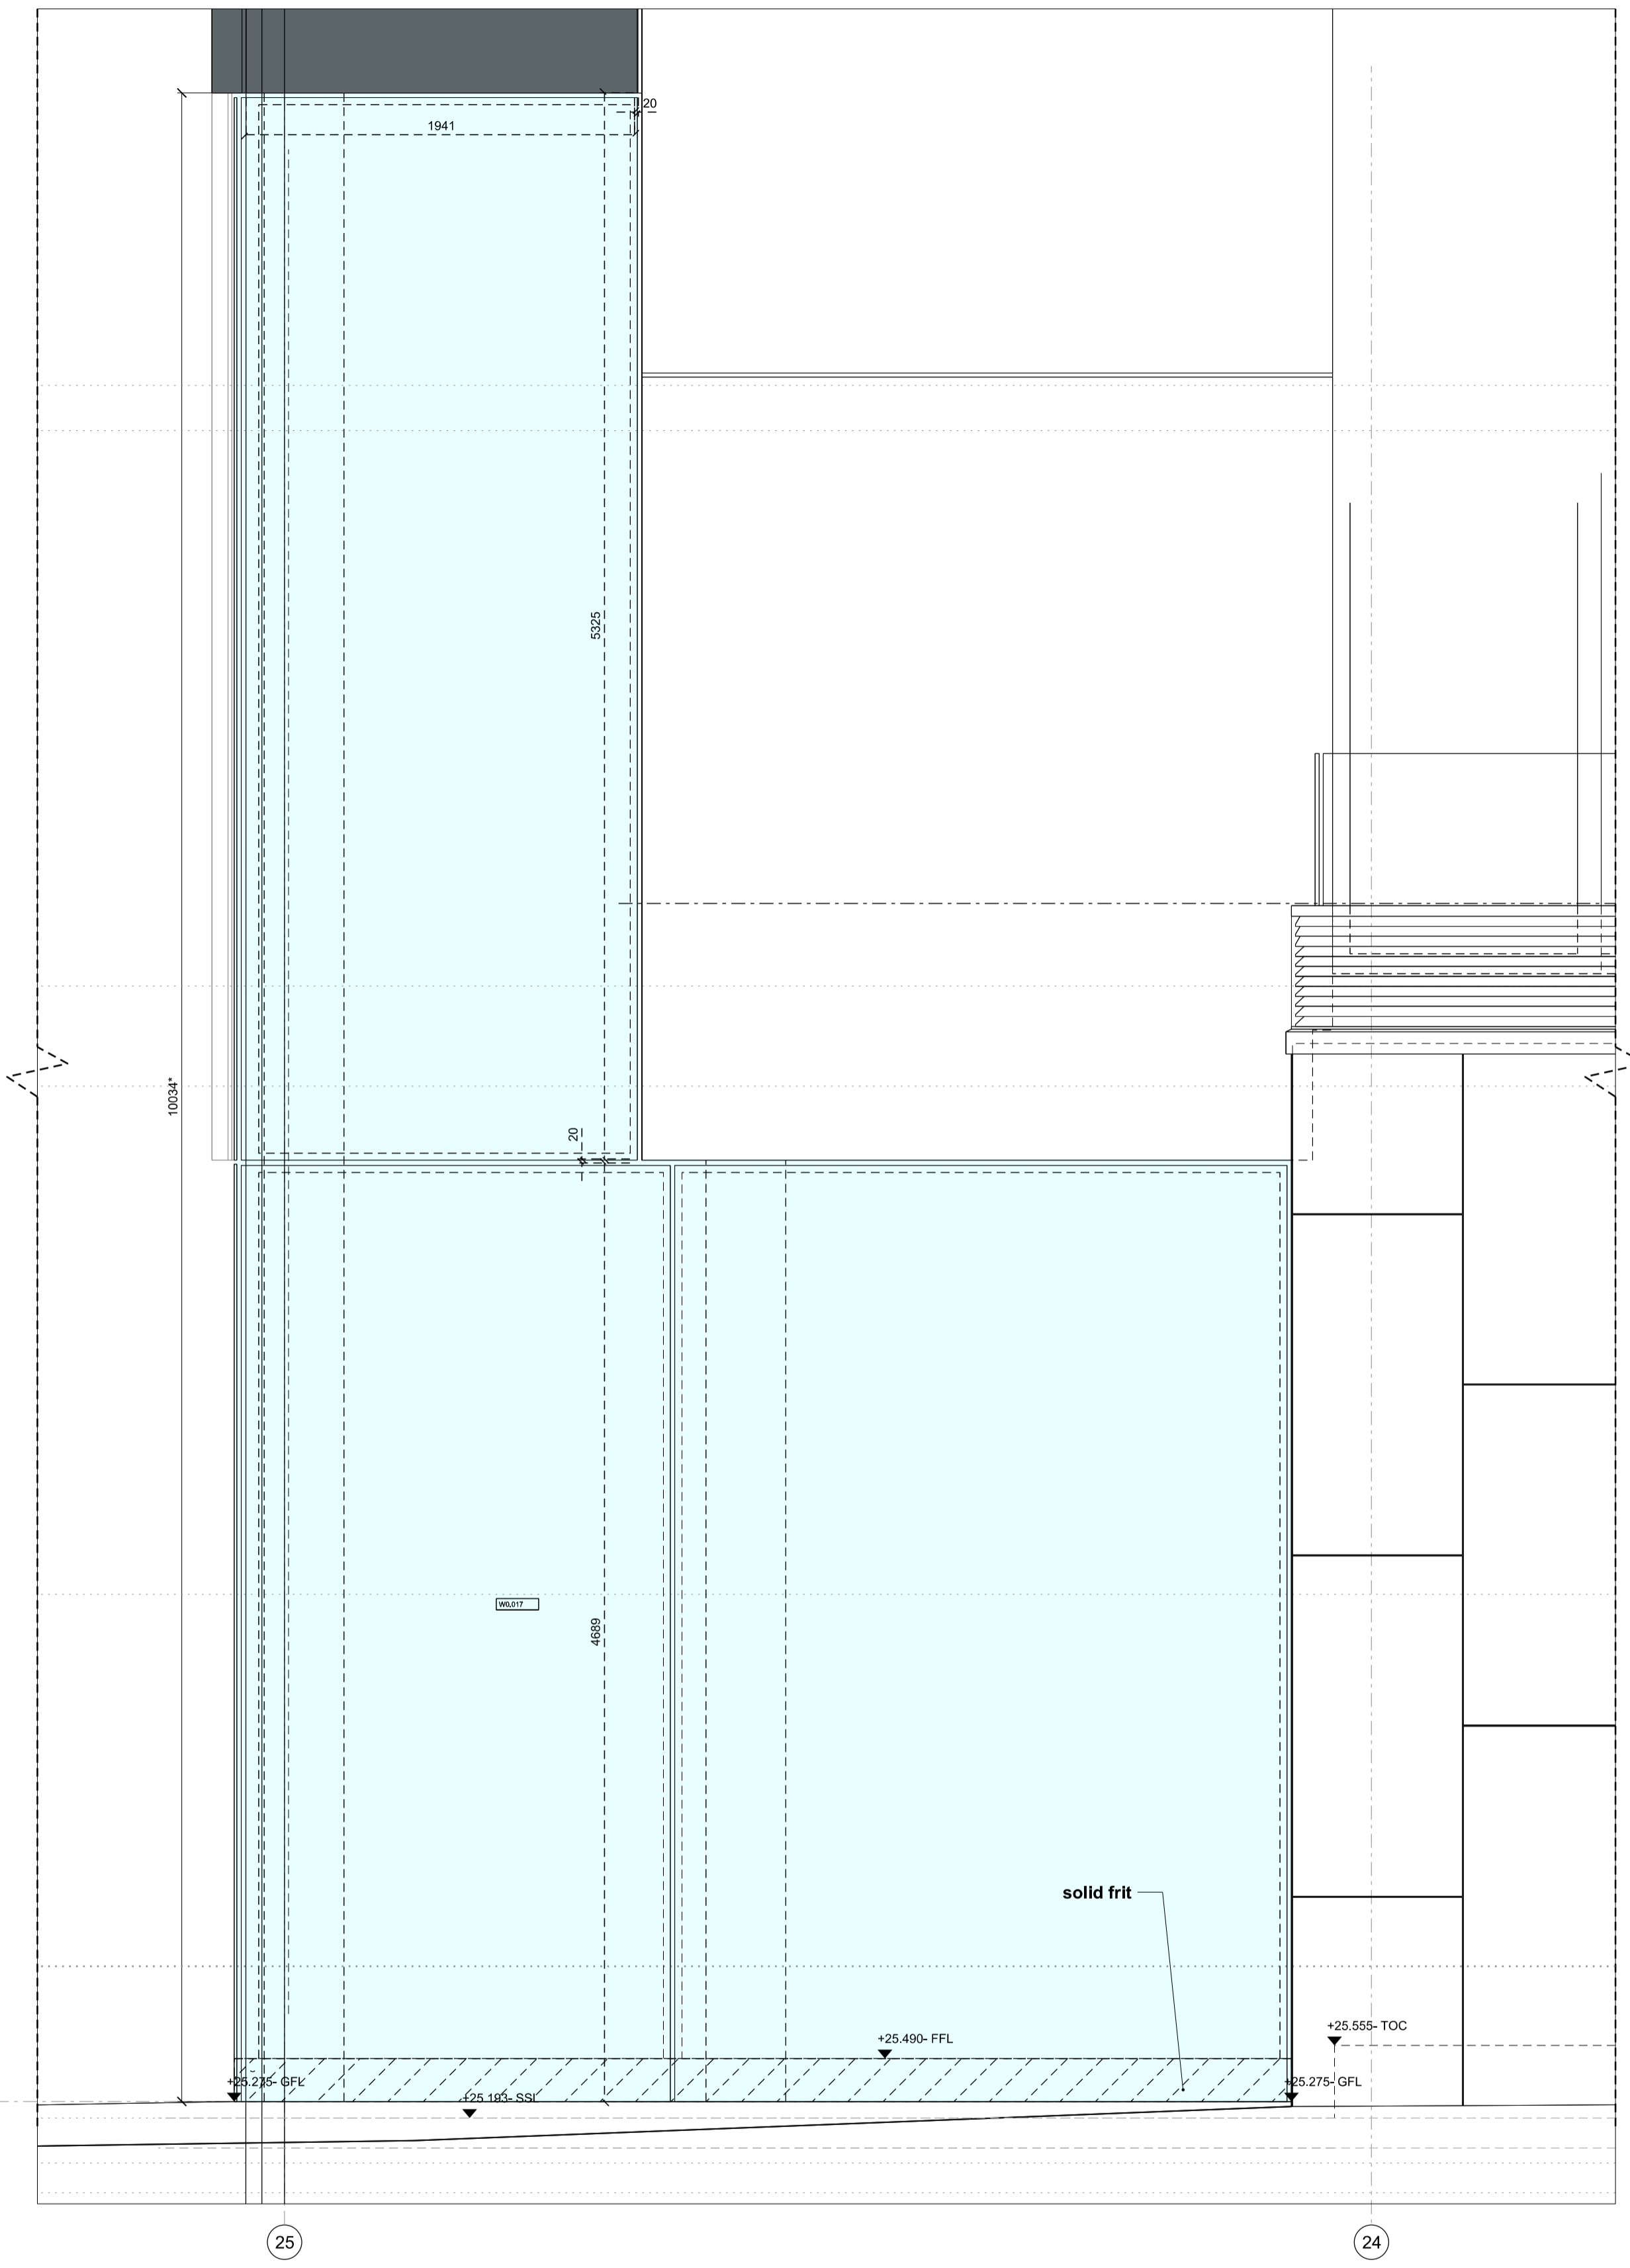 20
1941
5325
10034*
20
W0.017
4689
solid frit
+25.555- TOC
+25.490- FFL
+25.275- GFL
+25.275- GFL
+25.193- SSL
25
24